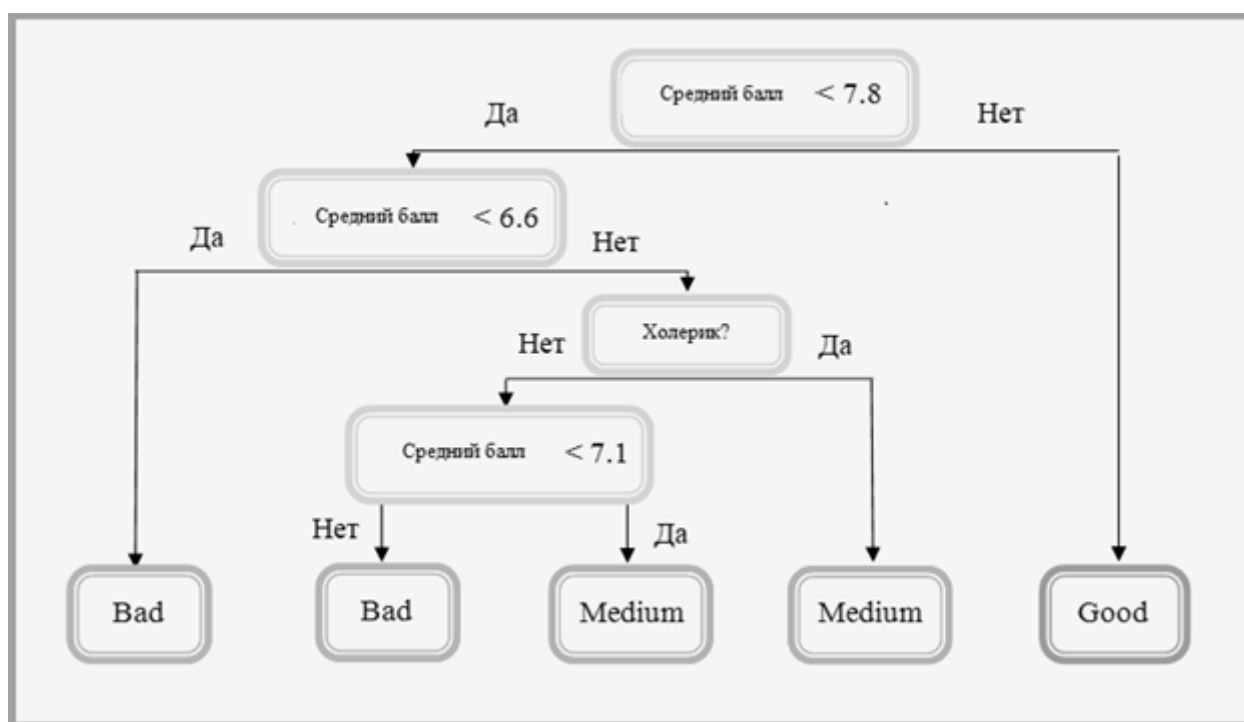 Средний балл < 7.8
Да
Нет
Средний балл < 6.6
Да
Нет
Холерик?
Нет
Да
Средний балл < 7.1
Нет
Да
Bad
Bad
Medium
Medium
Good